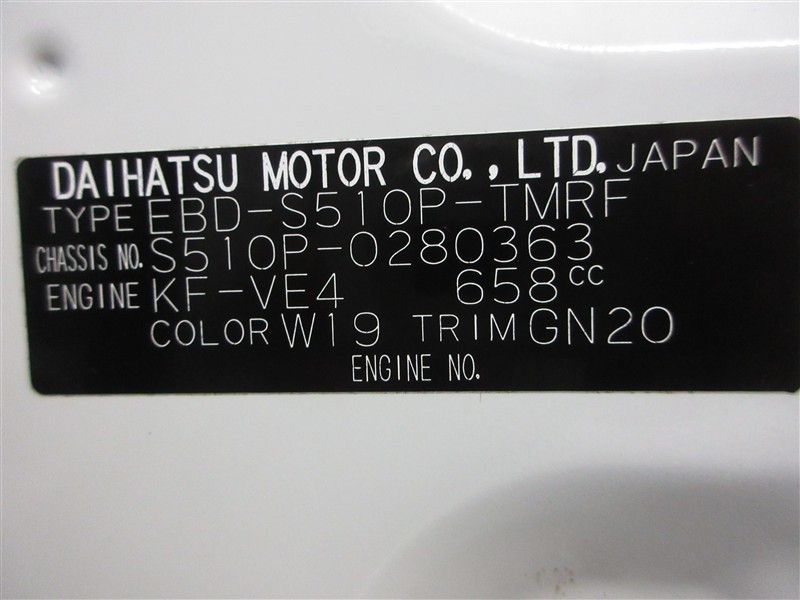 DAIHATSU MOTOR CO., LTD. JAPAN
TYPE EBD-S510P-TMRF
CHASSIS NO. S510P-0280363
ENGINE KF-VE4 658cc
COLOR W19 TRIM GN20
ENGINE NO.